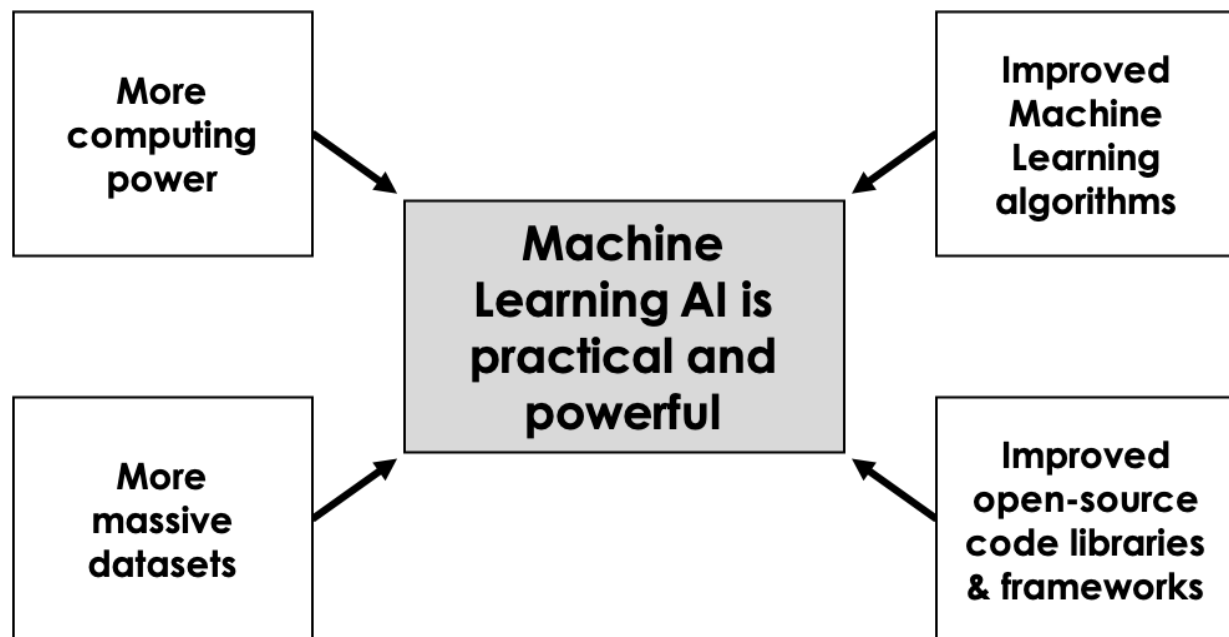 More
computing
power
Improved
Machine
Learning
algorithms
Machine
Learning AI is
practical and
powerful
More
massive
datasets
Improved
open-source
code libraries
& frameworks